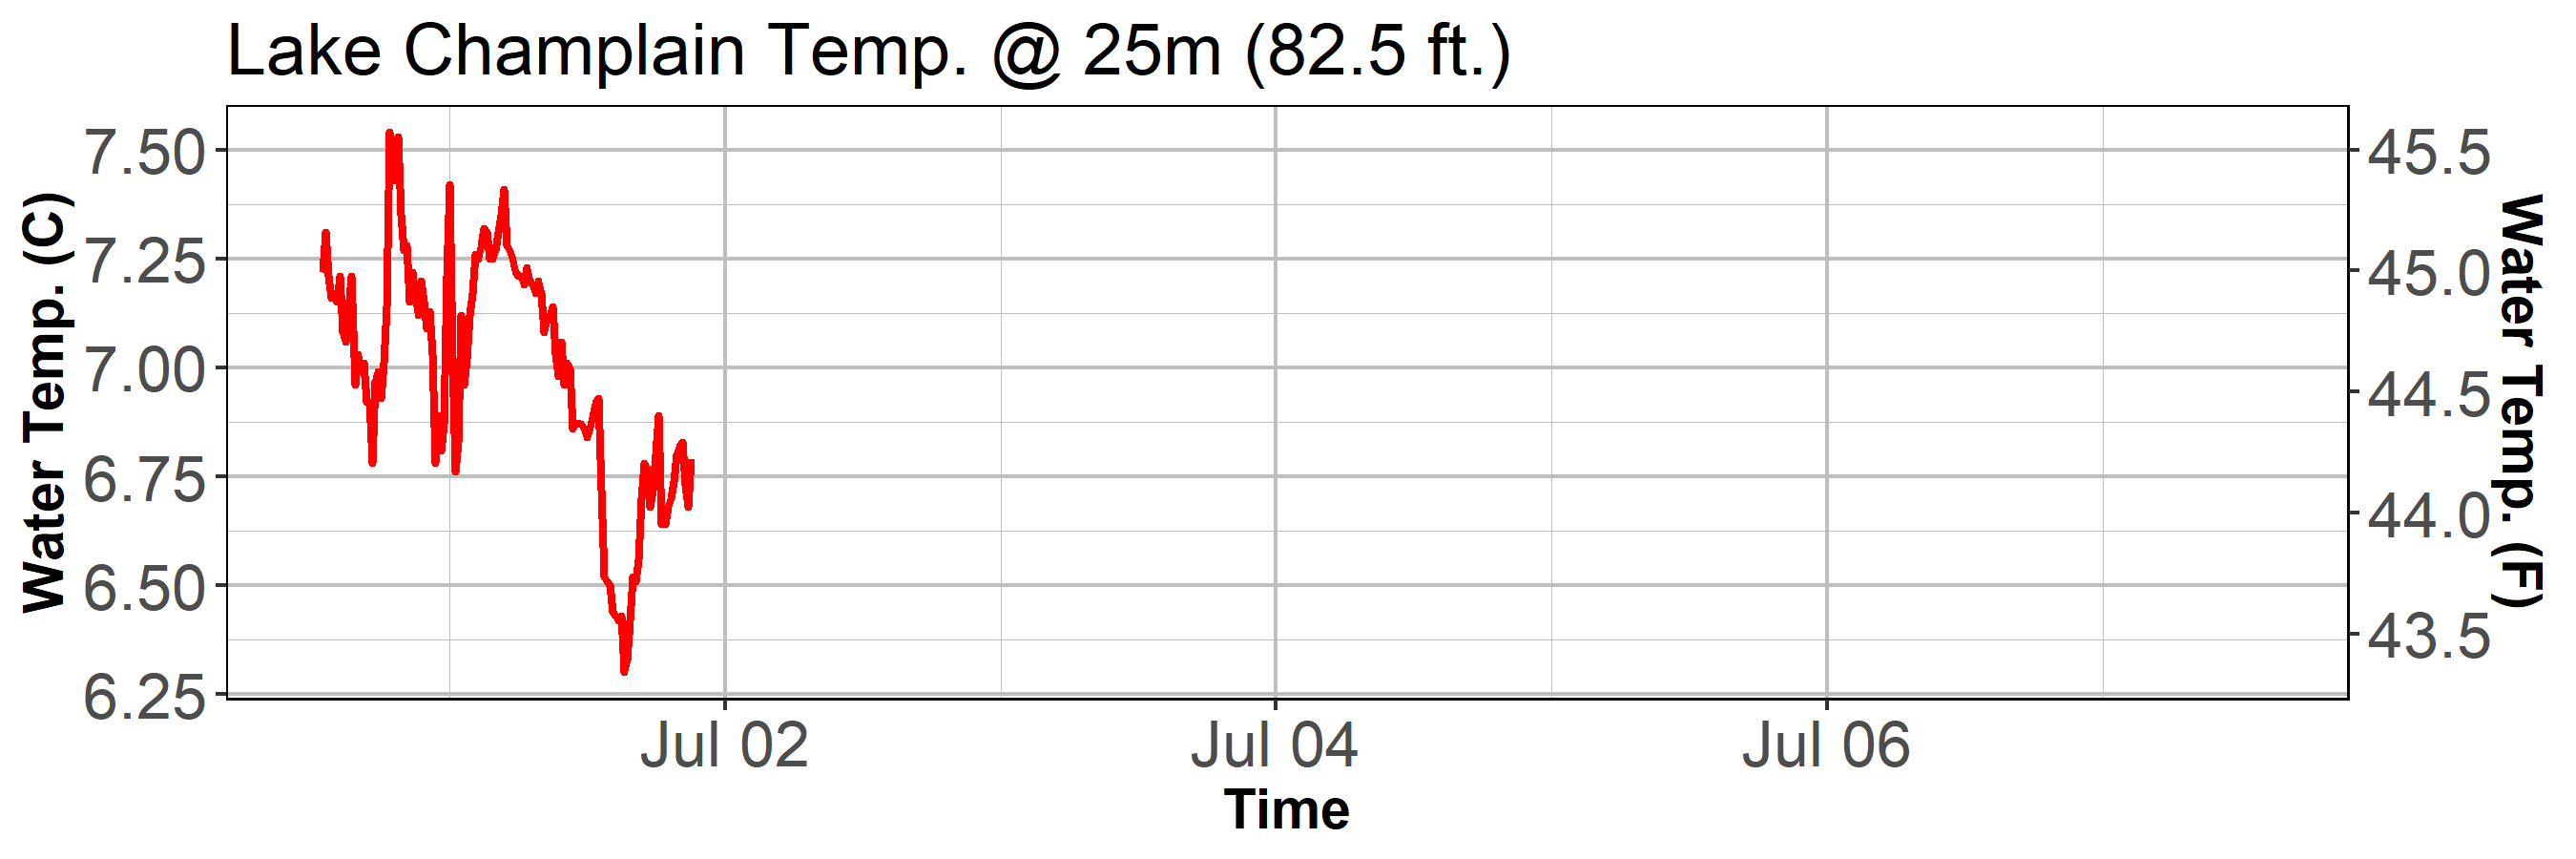 Lake Champlain Temp. @ 25m (82.5 ft.)
Water Temp. (C)
7.50
7.25
7.00
6.75
6.50
6.25
45.5
45.0
44.5
44.0
43.5
Water Temp. (F)
Jul 02 Jul 04 Jul 06
Time